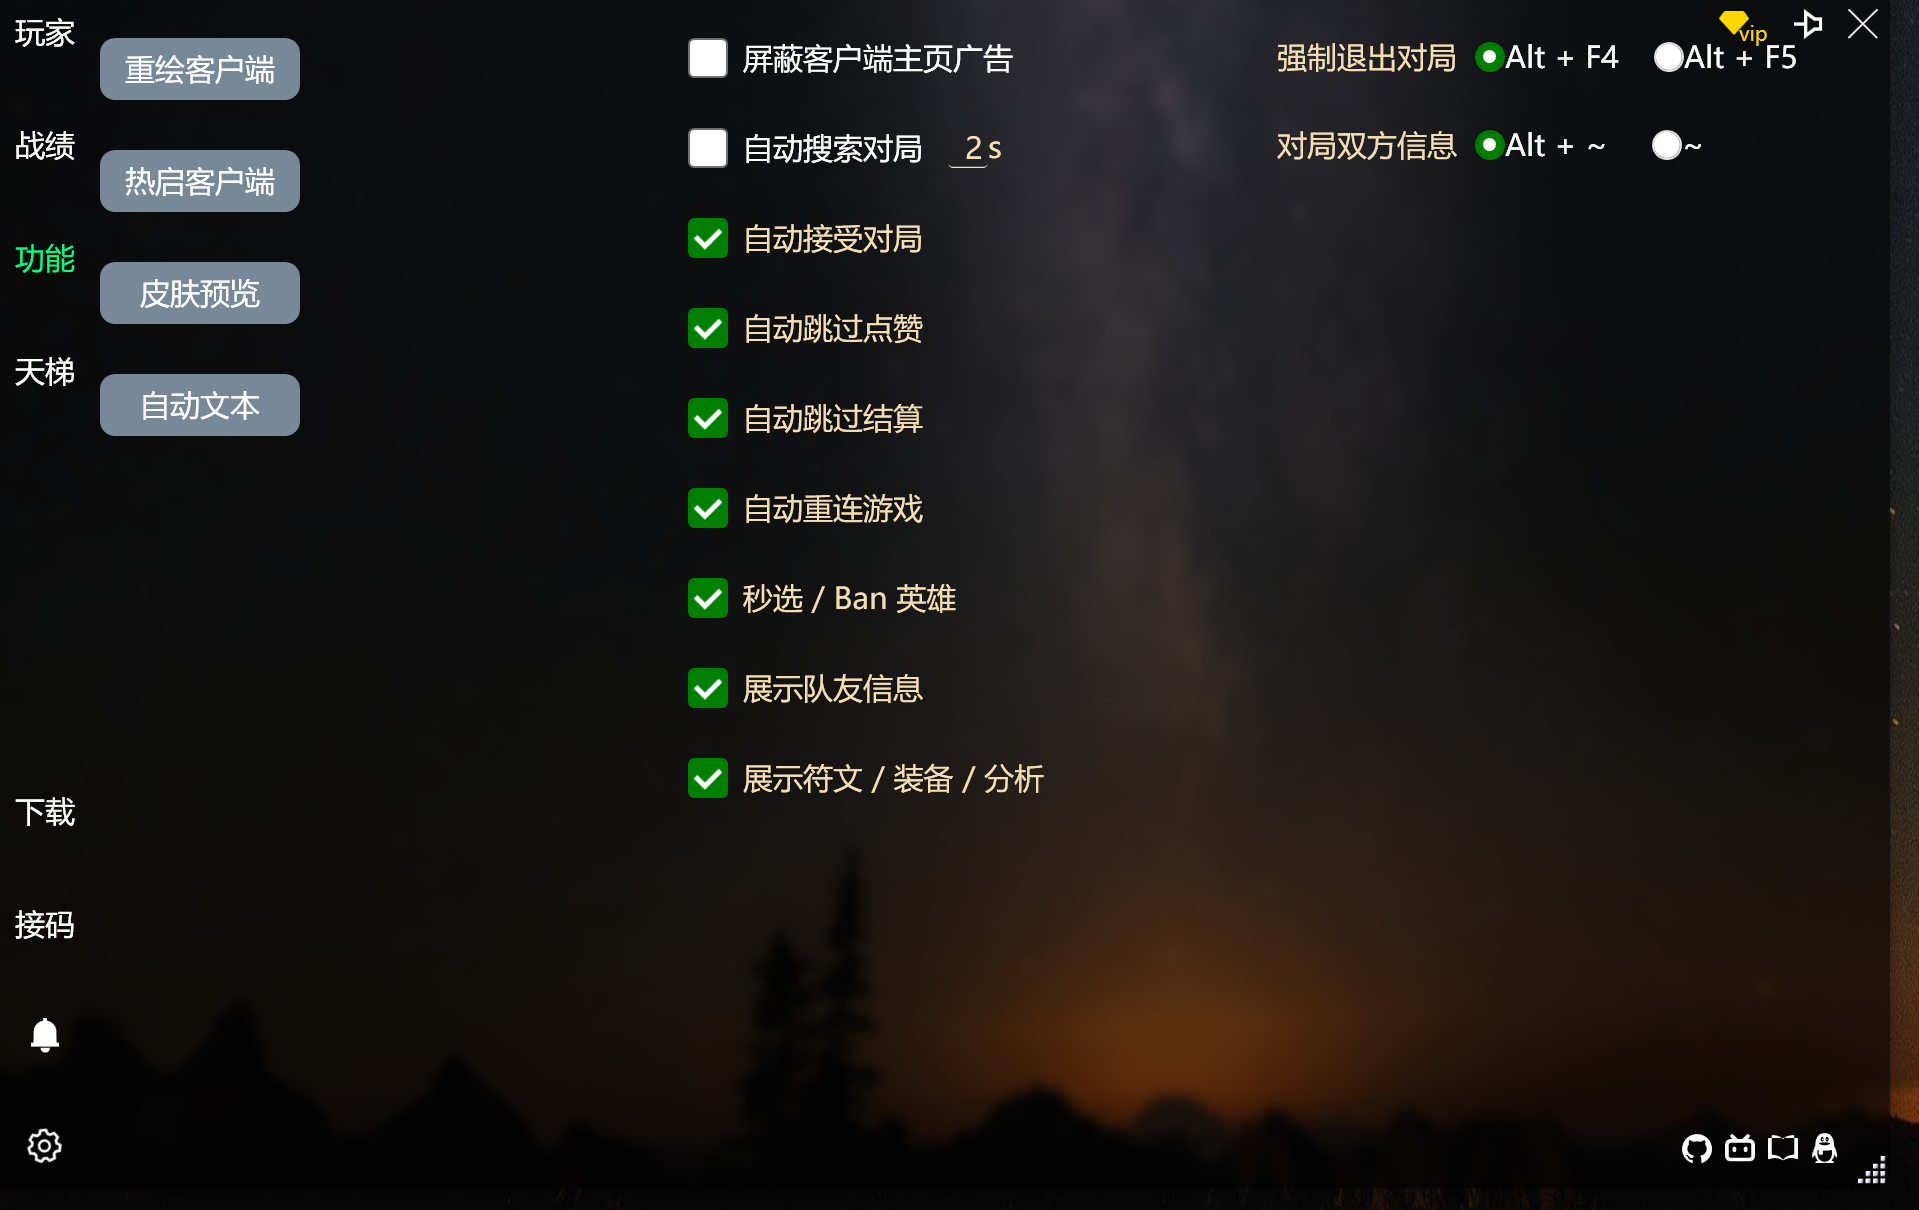 玩家
战绩
功能
天梯
下载
接码
重绘客户端
热启客户端
皮肤预览
自动文本
屏蔽客户端主页广告
自动搜索对局 2 s
自动接受对局
自动跳过点赞
自动跳过结算
自动重连游戏
秒选 / Ban 英雄
展示队友信息
展示符文 / 装备 / 分析
vip
强制退出对局 Alt + F4 Alt + F5
对局双方信息 Alt + ~ ~